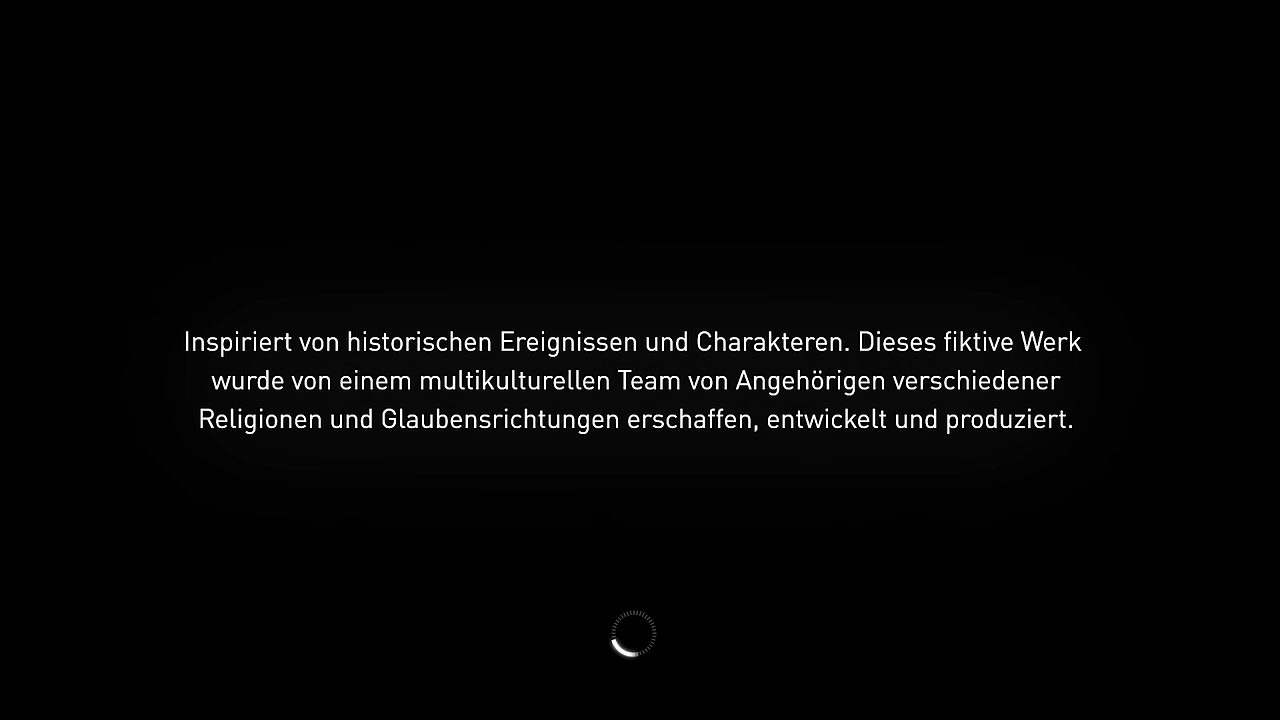 Inspiriert von historischen Ereignissen und Charakteren. Dieses fiktive Werk
wurde von einem multikulturellen Team von Angehörigen verschiedener
Religionen und Glaubensrichtungen erschaffen, entwickelt und produziert.